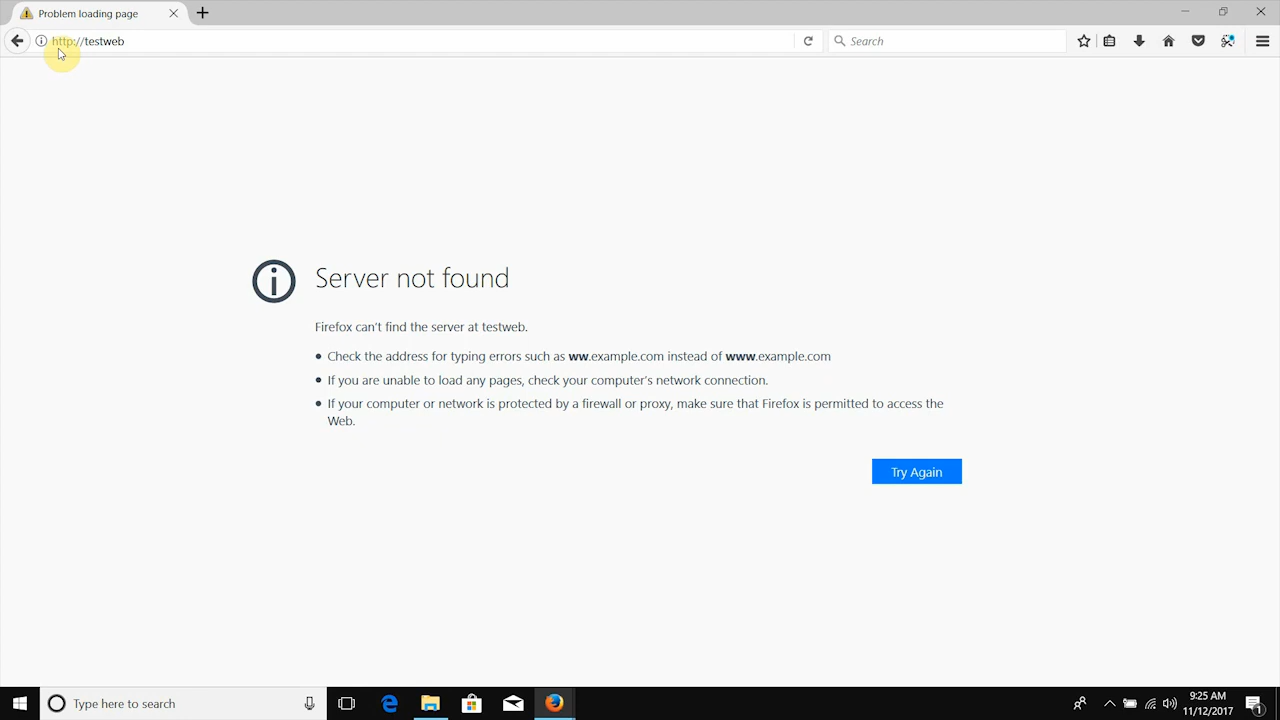 Problem loading page
http://testweb
Search
Server not found
Firefox can't find the server at testweb.
Check the address for typing errors such as ww.example.com instead of www.example.com
If you are unable to load any pages, check your computer's network connection.
If your computer or network is protected by a firewall or proxy, make sure that Firefox is permitted to access the
Web.
Try Again
Type here to search
9:25 AM
11/12/2017
1